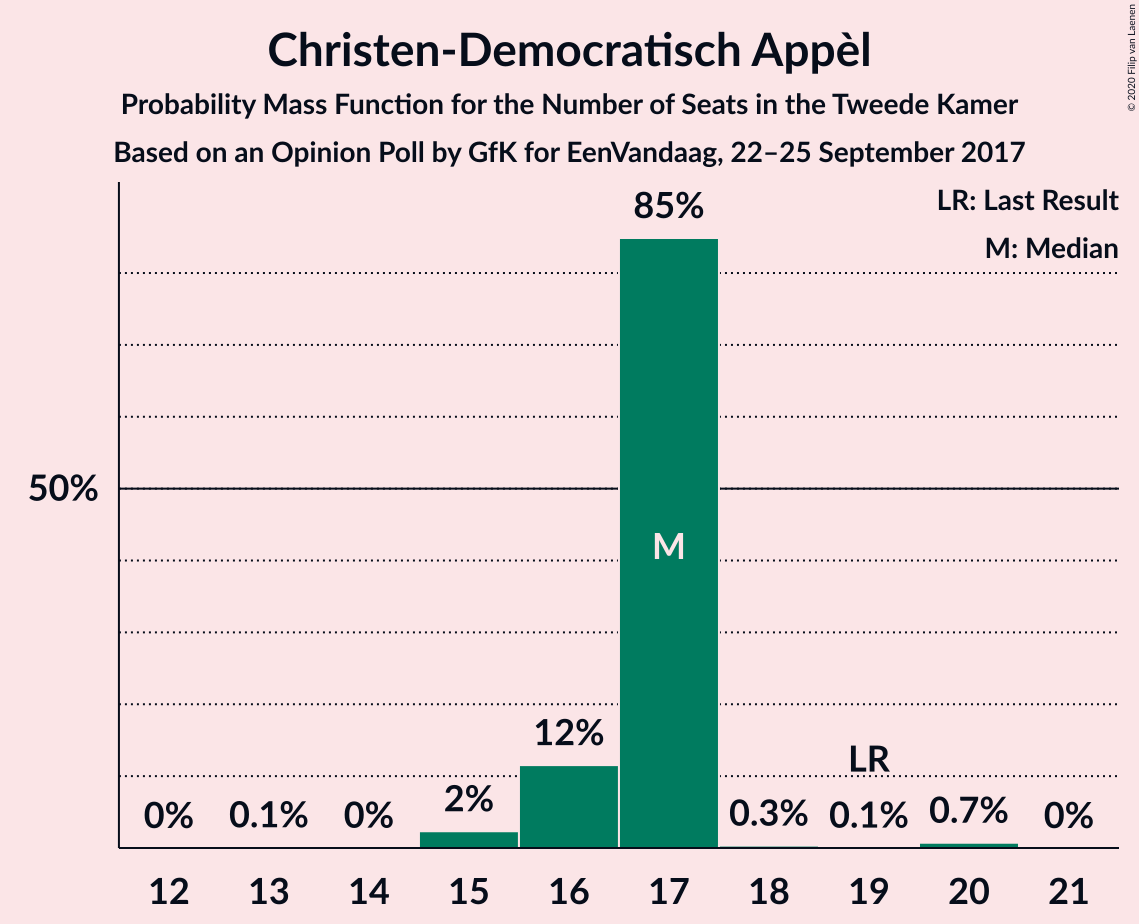 Christen-Democratisch Appèl
Probability Mass Function for the Number of Seats in the Tweede Kamer
Based on an Opinion Poll by GfK for EenVandaag, 22–25 September 2017
© 2020 Filip van Laenen
LR: Last Result
M: Median
85%
50%
M
12%
LR
2%
0% 0.1% 0% 0.3% 0.1% 0.7% 0%
12 13 14 15 16 17 18 19 20 21